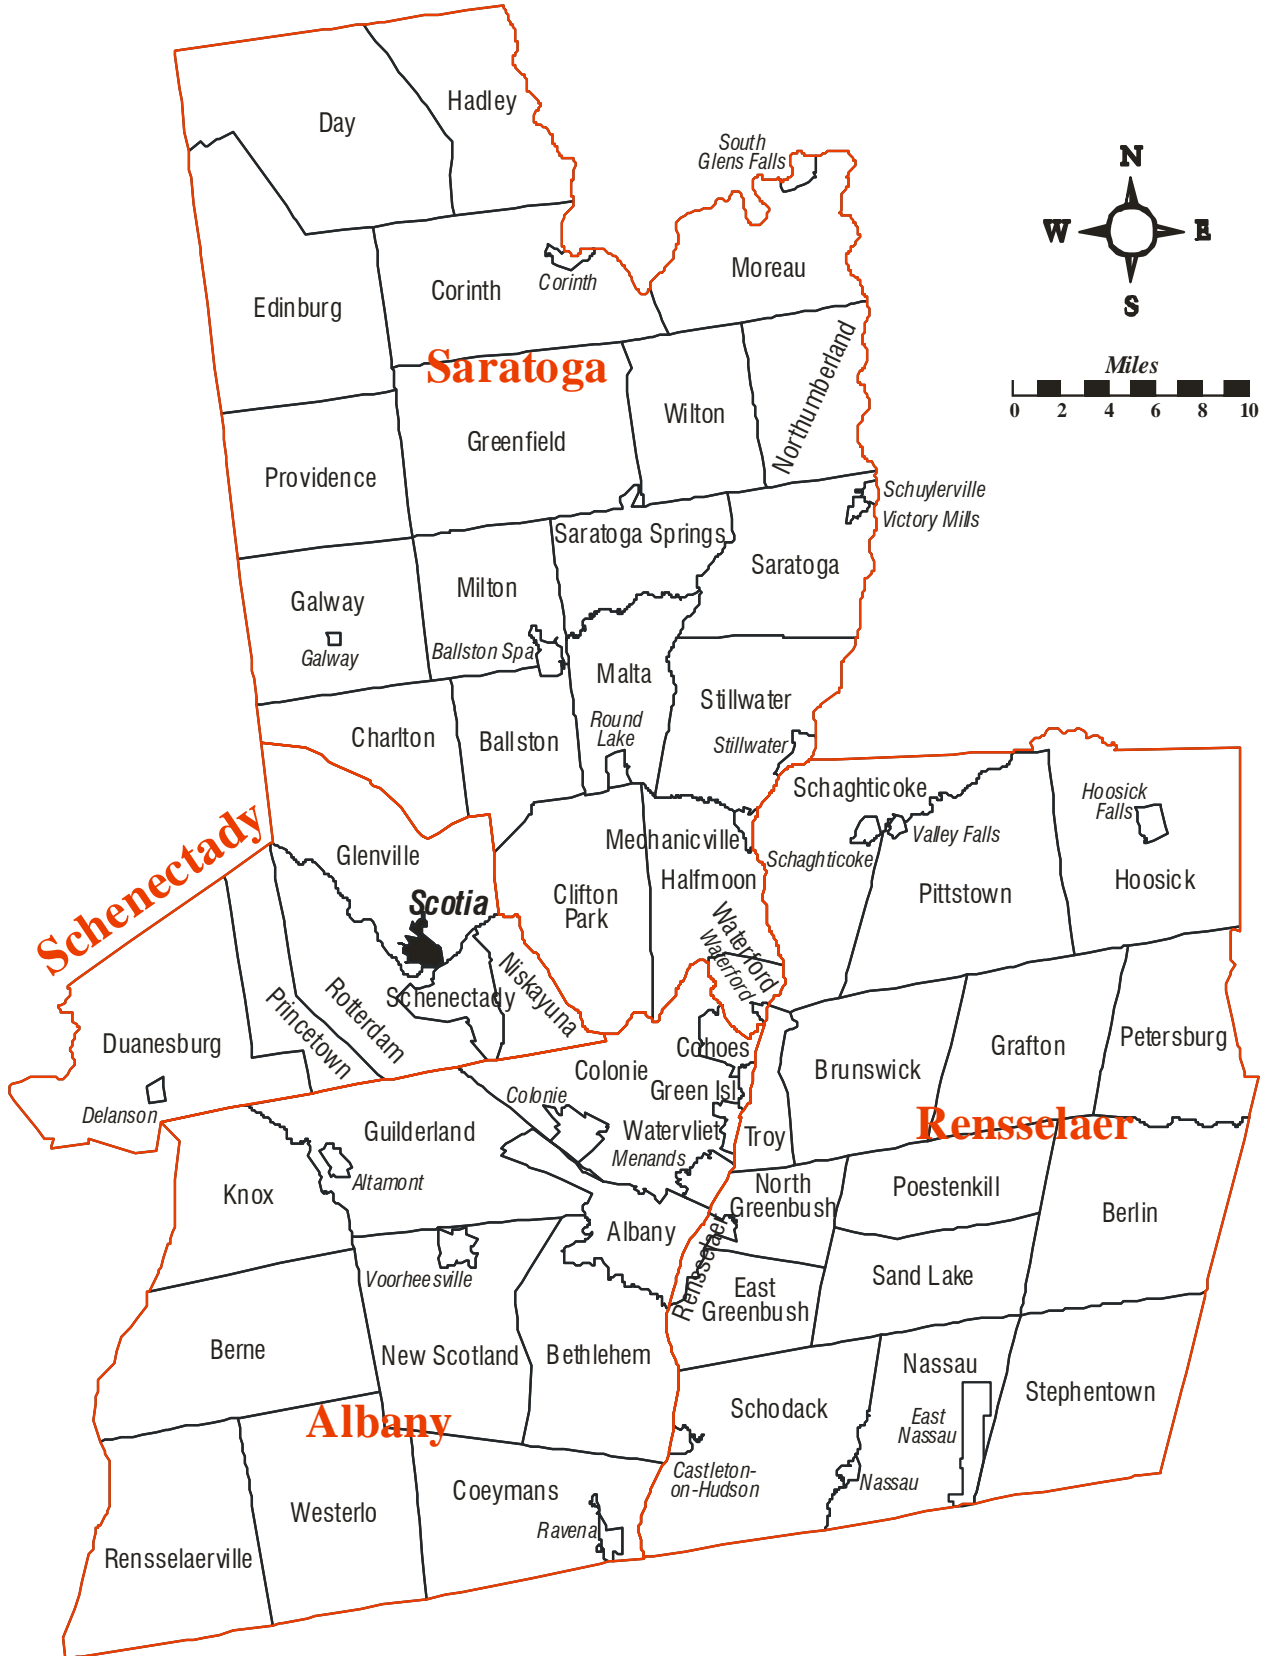 Hadley
Day
South
Glens Falls
N
W
E
S
Moreau
Corinth
Corinth
Edinburg
Northumberland
Saratoga
Miles
0 2 4 6 8 10
Wilton
Greenfield
Providence
Schuylerville
Victory Mills
Saratoga Springs
Saratoga
Milton
Galway
Galway
Ballston Spa
Malta
Stillwater
Round
Lake
Stillwater
Charlton
Ballston
Schaghticoke
Hoosick
Falls
Schenectady
Mechanicville
Valley Falls
Glenville
Schaghticoke
Halfmoon
Hoosick
Pittstown
Clifton
Park
Scotia
Waterford
Waterford
Niskayuna
Schenectady
Rotterdam
Princetown
Duanesburg
Cohoes
Grafton
Petersburg
Colonie
Brunswick
Green Isl.
Colonie
Delanson
Rensselaer
Guilderland
Watervliet
Troy
Menands
Altamont
North
Greenbush
Poestenkill
Knox
Berlin
Albany
Rensselaer
Voorheesville
Sand Lake
East
Greenbush
Berne
New Scotland
Bethlehem
Nassau
Stephentown
Schodack
Albany
East
Nassau
Castleton-
on-Hudson
Nassau
Coeymans
Westerlo
Ravena
Rensselaerville